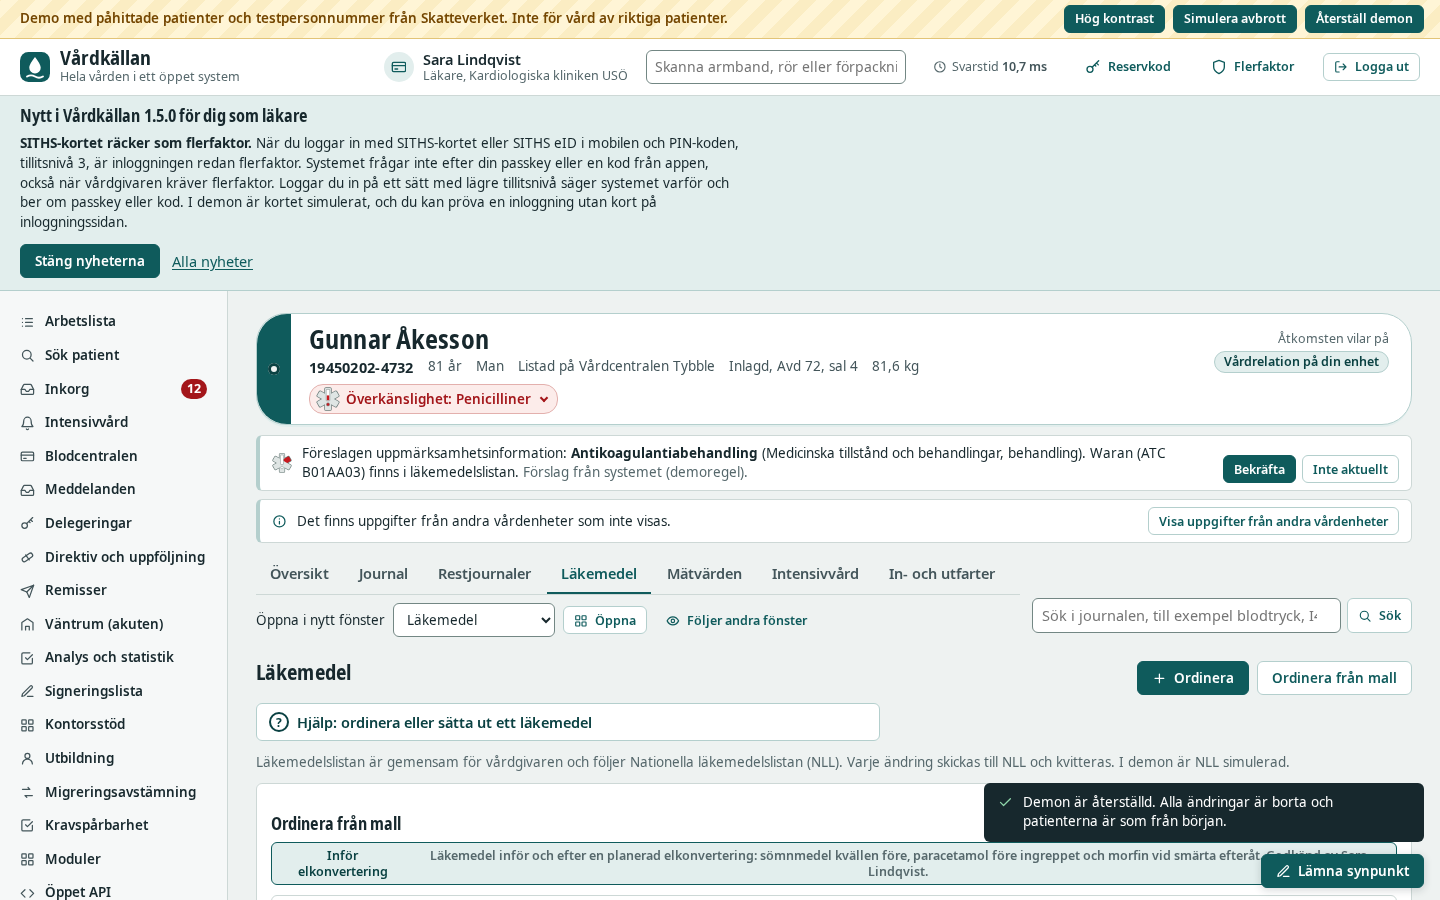 Demo med påhittade patienter och testpersonnummer från Skatteverket. Inte för vård av riktiga patienter.
Hög kontrast
Simulera avbrott
Återställ demon
Vårdkällan
Hela vården i ett öppet system
Sara Lindqvist
Läkare, Kardiologiska kliniken USÖ
Skanna armband, rör eller förpackni
Svarstid 10,7 ms
Reservkod
Flerfaktor
Logga ut
Nytt i Vårdkällan 1.5.0 för dig som läkare
SITHS-kortet räcker som flerfaktor. När du loggar in med SITHS-kortet eller SITHS eID i mobilen och PIN-koden,
tillitsnivå 3, är inloggningen redan flerfaktor. Systemet frågar inte efter din passkey eller en kod från appen,
också när vårdgivaren kräver flerfaktor. Loggar du in på ett sätt med lägre tillitsnivå säger systemet varför och
ber om passkey eller kod. I demon är kortet simulerat, och du kan pröva en inloggning utan kort på
inloggningssidan.
Stäng nyheterna
Alla nyheter
Arbetslista
Sök patient
Inkorg
12
Intensivvård
Blodcentralen
Meddelanden
Delegeringar
Direktiv och uppföljning
Remisser
Väntrum (akuten)
Analys och statistik
Signeringslista
Kontorsstöd
Utbildning
Migreringsavstämning
Kravspårbarhet
Moduler
Öppet API
Gunnar Åkesson
19450202-4732
81 år
Man
Listad på Vårdcentralen Tybble
Inlagd, Avd 72, sal 4
81,6 kg
Överkänslighet: Penicilliner
Åtkomsten vilar på
Vårdrelation på din enhet
Föreslagen uppmärksamhetsinformation: Antikoagulantiabehandling (Medicinska tillstånd och behandlingar, behandling). Waran (ATC
B01AA03) finns i läkemedelslistan. Förslag från systemet (demoregel).
Bekräfta
Inte aktuellt
Det finns uppgifter från andra vårdenheter som inte visas.
Visa uppgifter från andra vårdenheter
Översikt
Journal
Restjournaler
Läkemedel
Mätvärden
Intensivvård
In- och utfarter
Öppna i nytt fönster
Läkemedel
Öppna
Följer andra fönster
Sök i journalen, till exempel blodtryck, I
Sök
Läkemedel
Ordinera
Ordinera från mall
Hjälp: ordinera eller sätta ut ett läkemedel
Läkemedelslistan är gemensam för vårdgivaren och följer Nationella läkemedelslistan (NLL). Varje ändring skickas till NLL och kvitteras. I demon är NLL simulerad.
Ordinera från mall
Inför
elkonvertering
Läkemedel inför och efter en planerad elkonvertering: sömnmedel kvällen före, paracetamol före ingreppet och morfin vid smärta efteråt. Godkänd av Sara
Lindqvist.
Demon är återställd. Alla ändringar är borta och
patienterna är som från början.
Lämna synpunkt